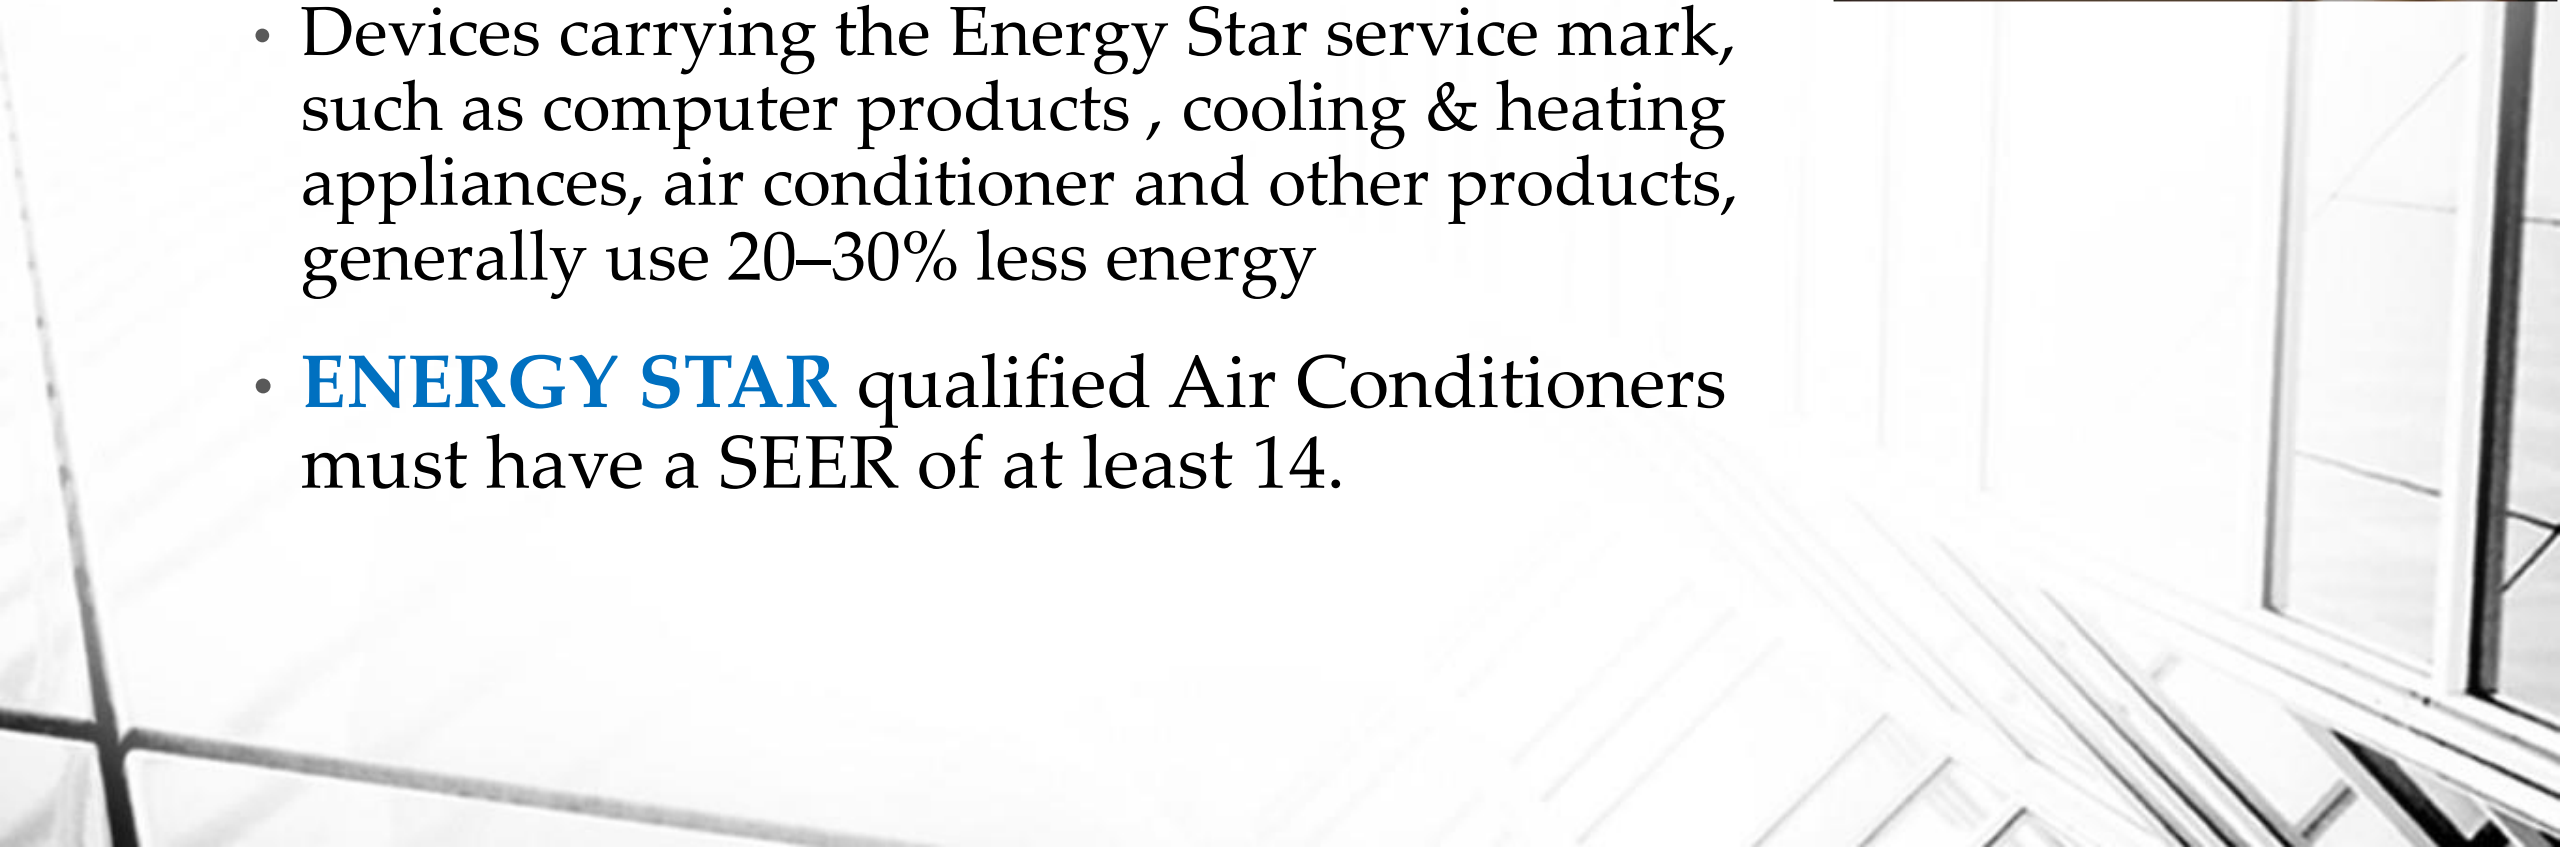 • Devices carrying the Energy Star service mark,
such as computer products , cooling & heating
appliances, air conditioner and other products,
generally use 20–30% less energy
• ENERGY STAR qualified Air Conditioners
must have a SEER of at least 14.